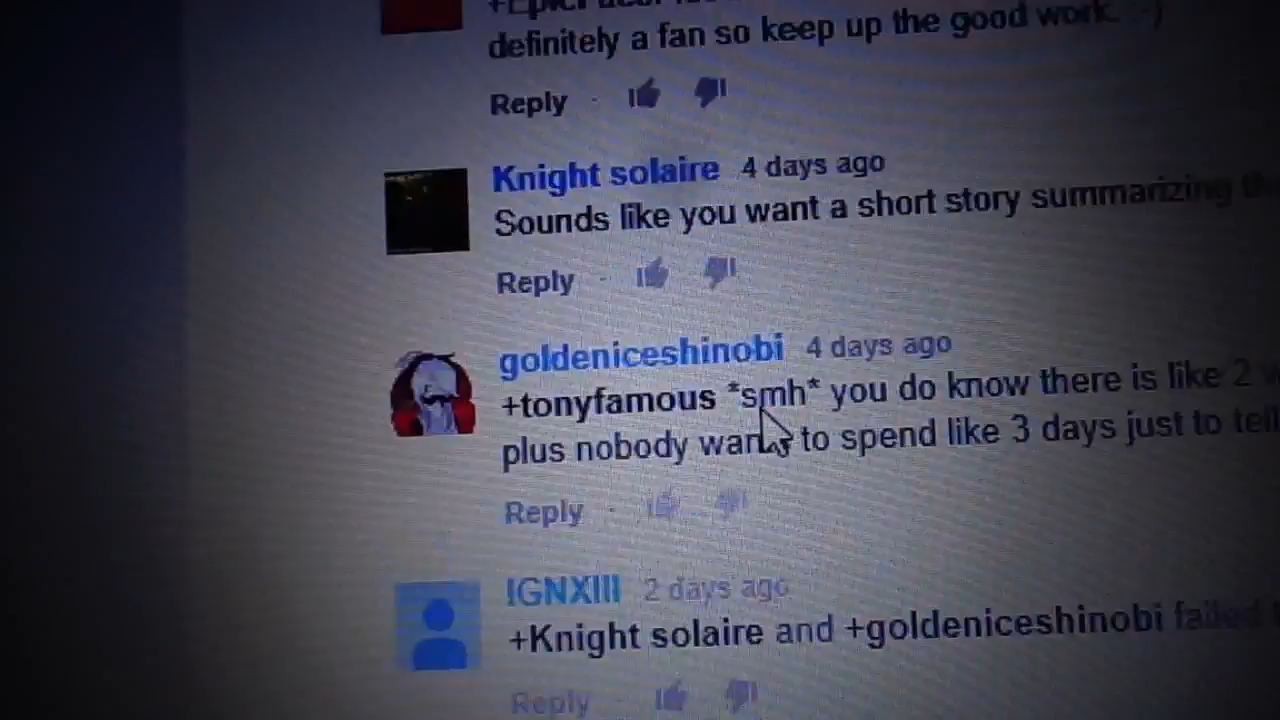 definitely a fan so keep up the good work. :-)
Reply
Knight solaire 4 days ago
Sounds like you want a short story summarizing
Reply
goldeniceshinobi 4 days ago
+tonyfamous *smh* you do know there is like 2
plus nobody wants to spend like 3 days just to tell
Reply
IGNXIII 2 days ago
+Knight solaire and +goldeniceshinobi failed
Reply